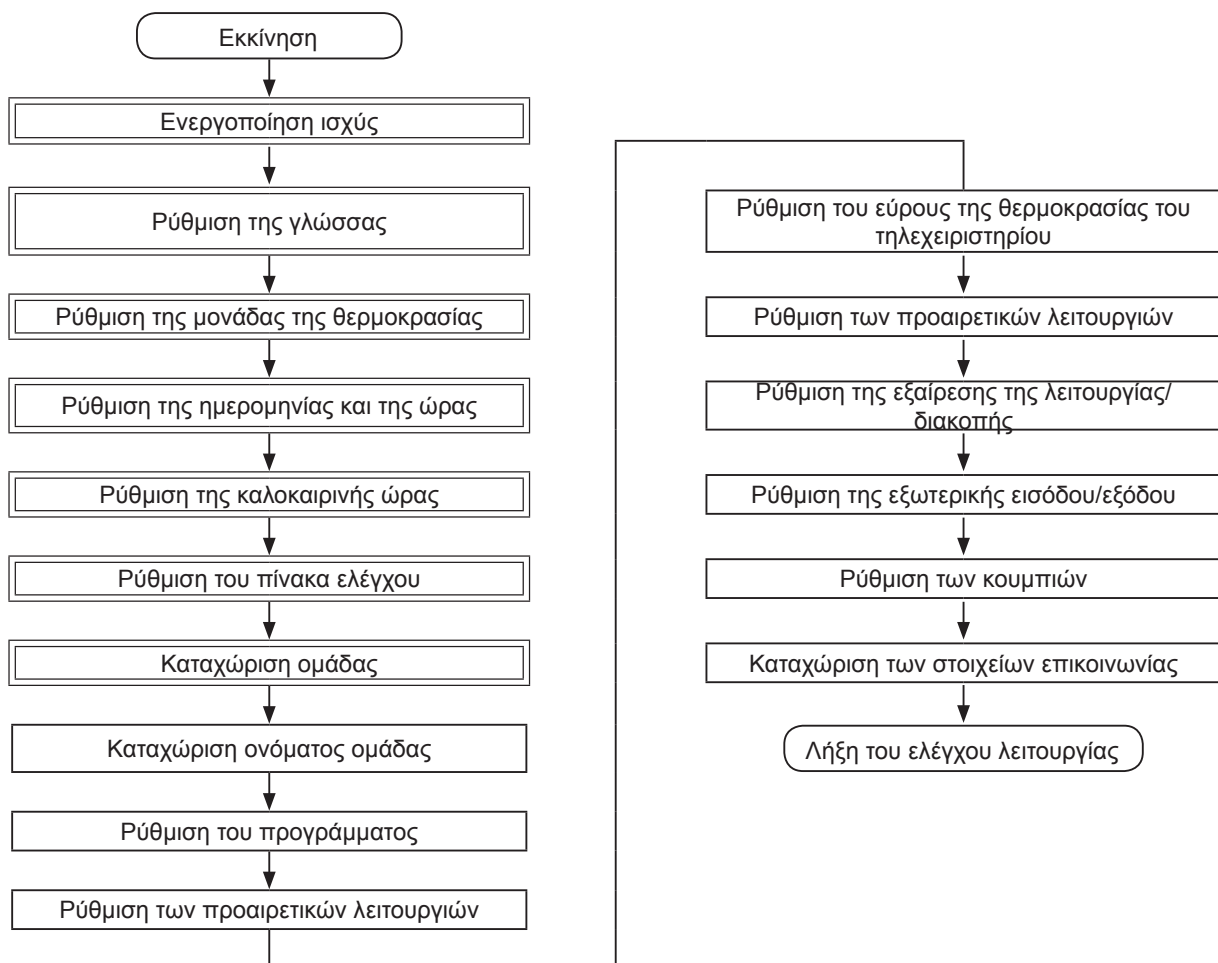 Εκκίνηση
Ενεργοποίηση ισχύς
Ρύθμιση της γλώσσας
Ρύθμιση της μονάδας της θερμοκρασίας
Ρύθμιση της ημερομηνίας και της ώρας
Ρύθμιση της καλοκαιρινής ώρας
Ρύθμιση του πίνακα ελέγχου
Καταχώριση ομάδας
Καταχώριση ονόματος ομάδας
Ρύθμιση του προγράμματος
Ρύθμιση των προαιρετικών λειτουργιών
Ρύθμιση του εύρους της θερμοκρασίας του
τηλεχειριστηρίου
Ρύθμιση των προαιρετικών λειτουργιών
Ρύθμιση της εξαίρεσης της λειτουργίας/
διακοπής
Ρύθμιση της εξωτερικής εισόδου/εξόδου
Ρύθμιση των κουμπιών
Καταχώριση των στοιχείων επικοινωνίας
Λήξη του ελέγχου λειτουργίας